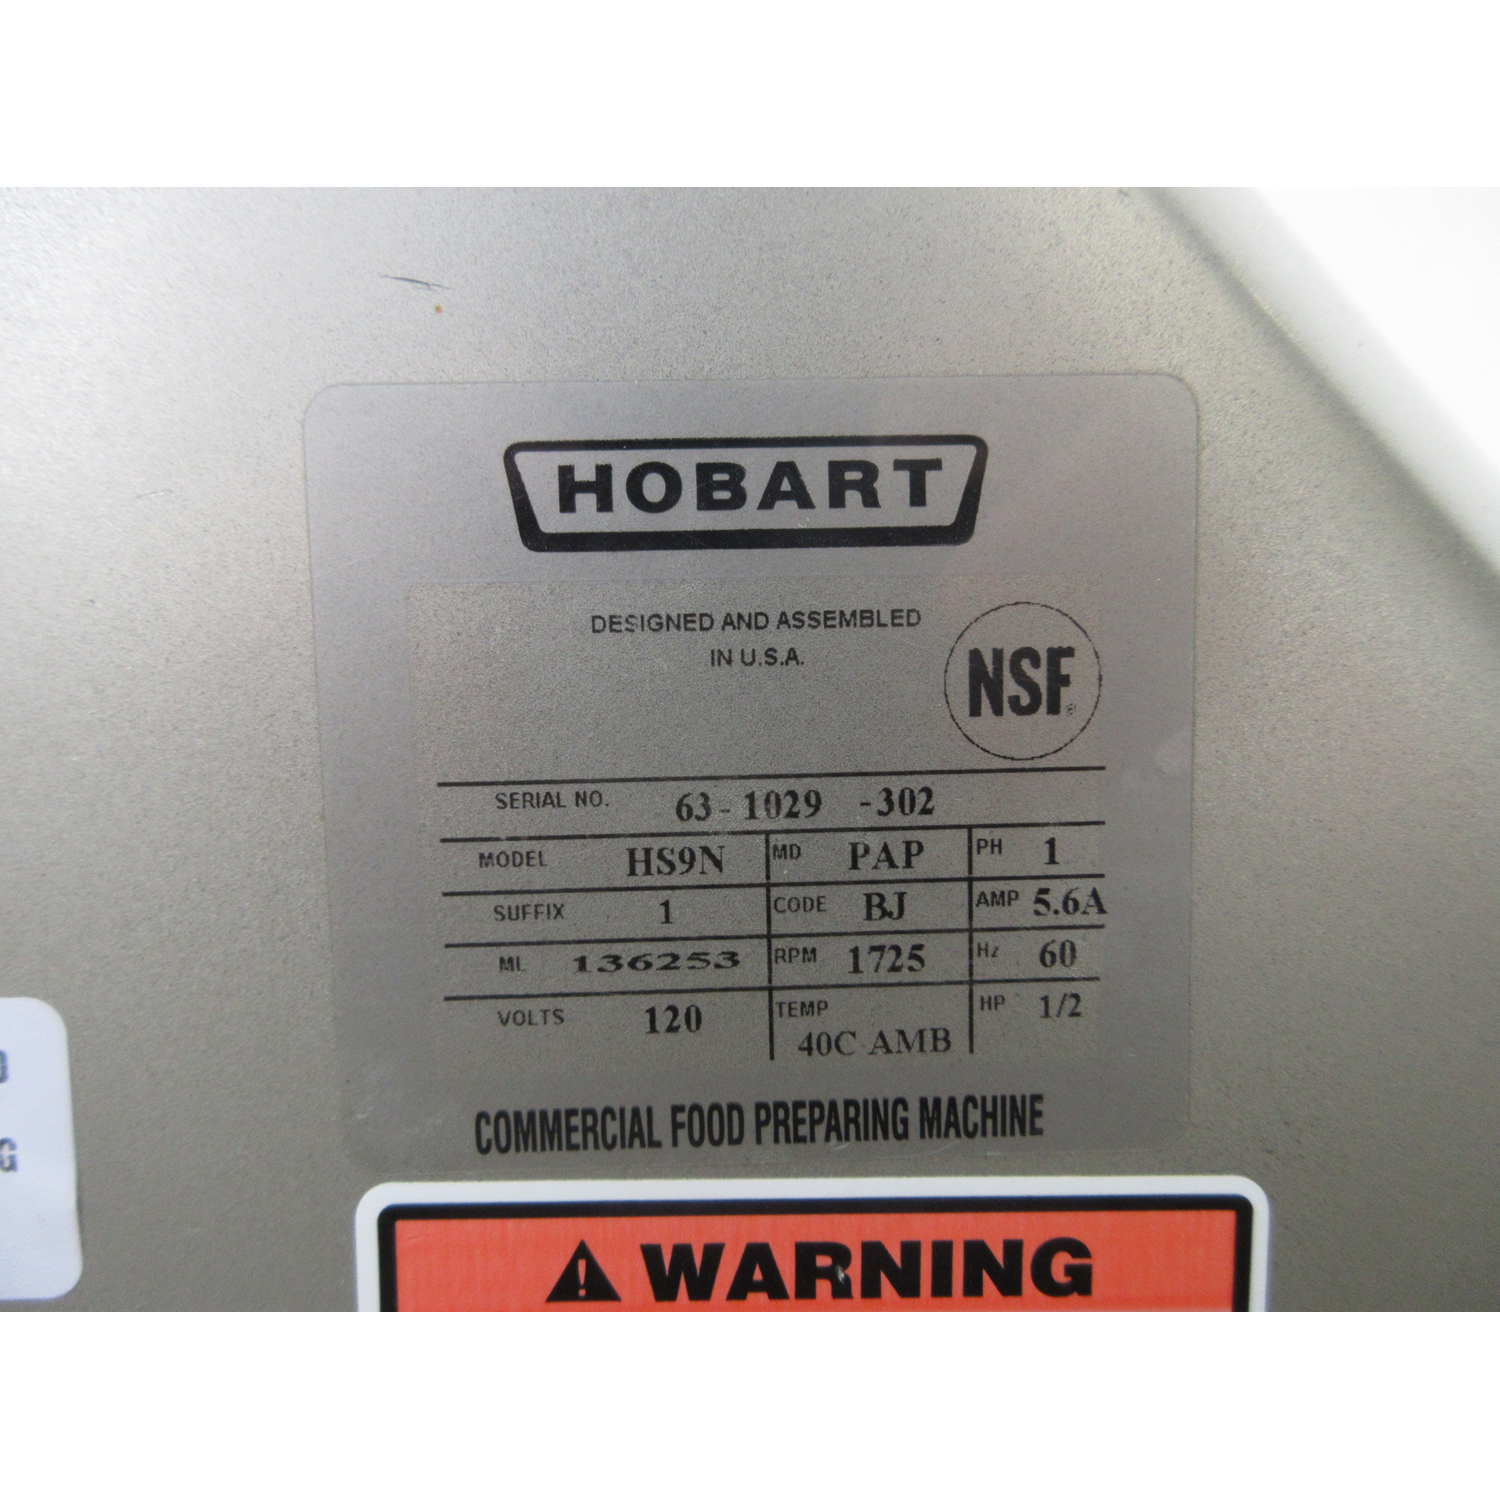 HOBART
DESIGNED AND ASSEMBLED
IN U.S.A.
NSF®
SERIAL NO. 63-1029 -302
MODEL HS9N MD PAP PH 1
SUFFIX 1 CODE BJ AMP 5.6A
ML 136253 RPM 1725 Hz 60
VOLTS 120 TEMP 40C AMB HP 1/2
COMMERCIAL FOOD PREPARING MACHINE
WARNING
G